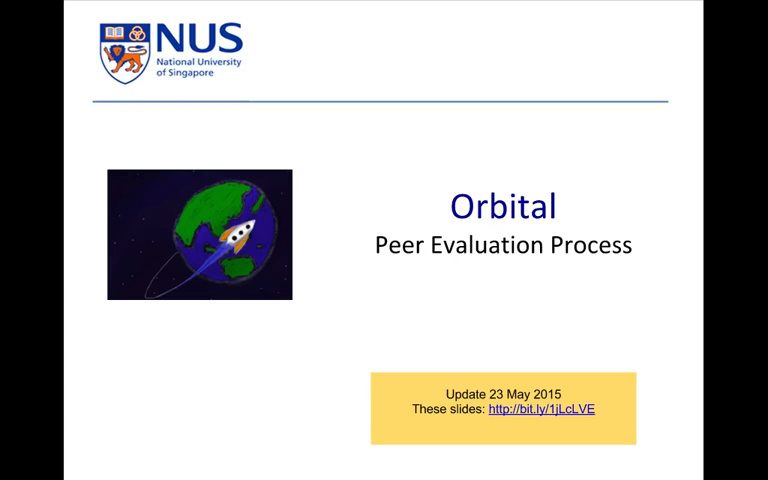 NUS
National University
of Singapore
Orbital
Peer Evaluation Process
Update 23 May 2015
These slides: http://bit.ly/1jLcLVE